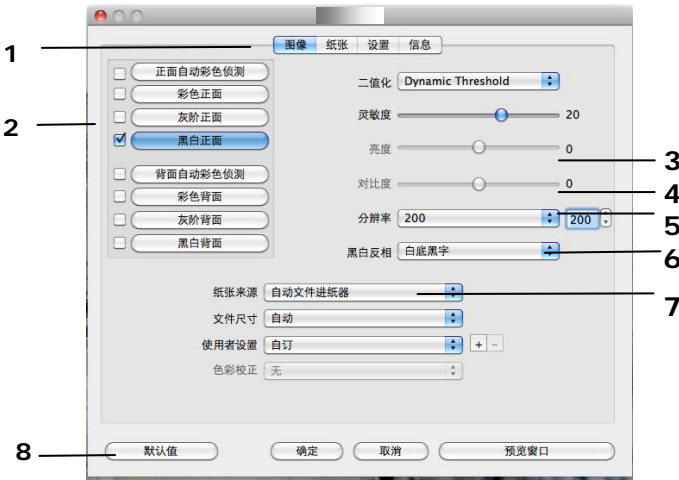 图像 纸张 设置 信息
1
正面自动彩色侦测
彩色正面
灰阶正面
黑白正面
背面自动彩色侦测
彩色背面
灰阶背面
黑白背面
2
二值化 Dynamic Threshold
灵敏度 20
亮度 0
3
对比度 0
4
分辨率 200 200
5
黑白反相 白底黑字
6
纸张来源 自动文件进纸器
7
文件尺寸 自动
使用者设置 自订 + -
色彩校正 无
8 默认值 确定 取消 预览窗口